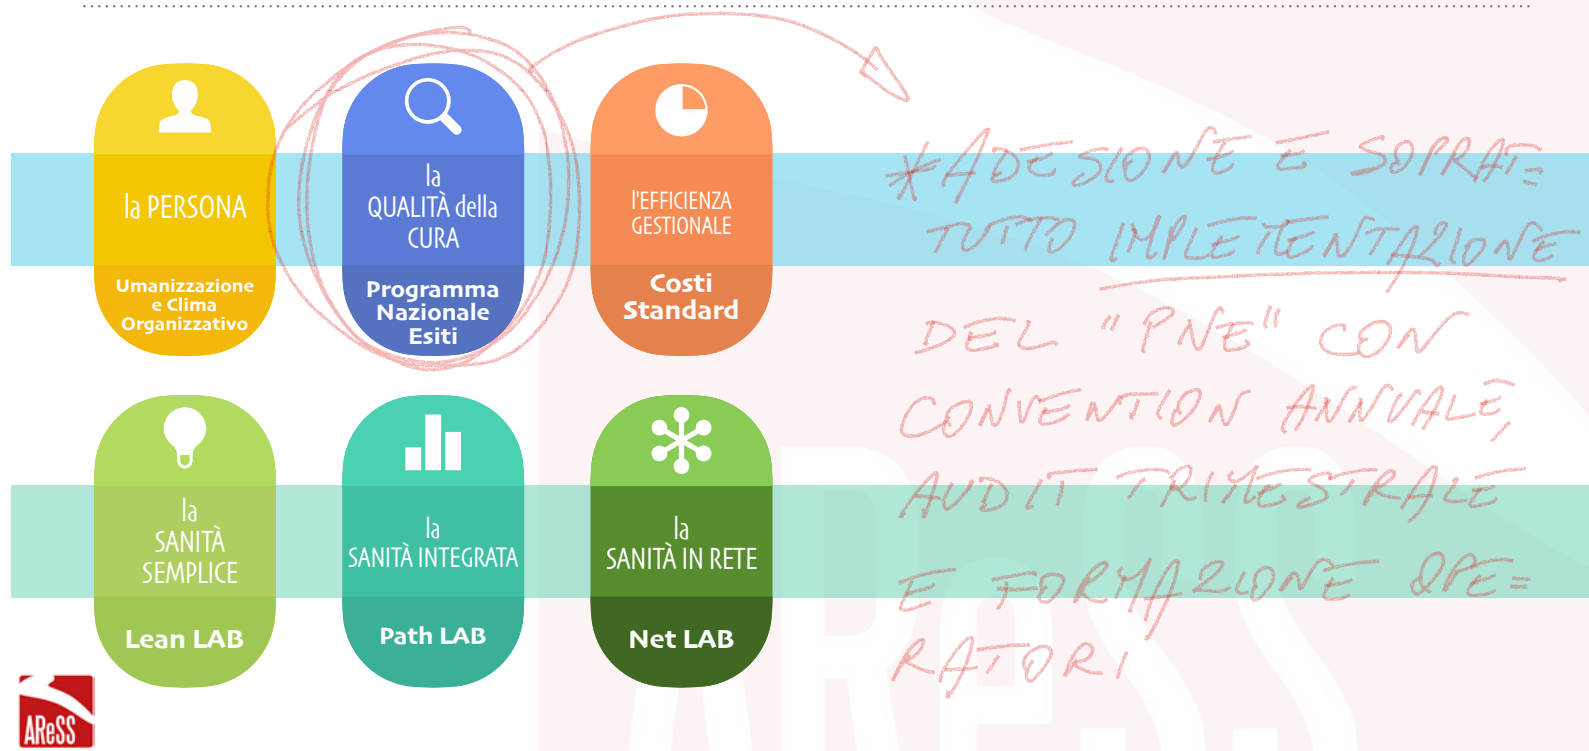 la PERSONA
Umanizzazione
e Clima
Organizzativo
la
QUALITÀ della
CURA
Programma
Nazionale
Esiti
l'EFFICIENZA
GESTIONALE
Costi
Standard
la
SANITÀ
SEMPLICE
Lean LAB
la
SANITÀ INTEGRATA
Path LAB
la
SANITÀ IN RETE
Net LAB
*ADESIONE E SOPRAT=
TUTTO IMPLEMENTAZIONE
DEL "PNE" CON
CONVENTION ANNUALE,
AUDIT TRIMESTRALE
E FORMAZIONE OPE=
RATORI
AReSS
AReSS